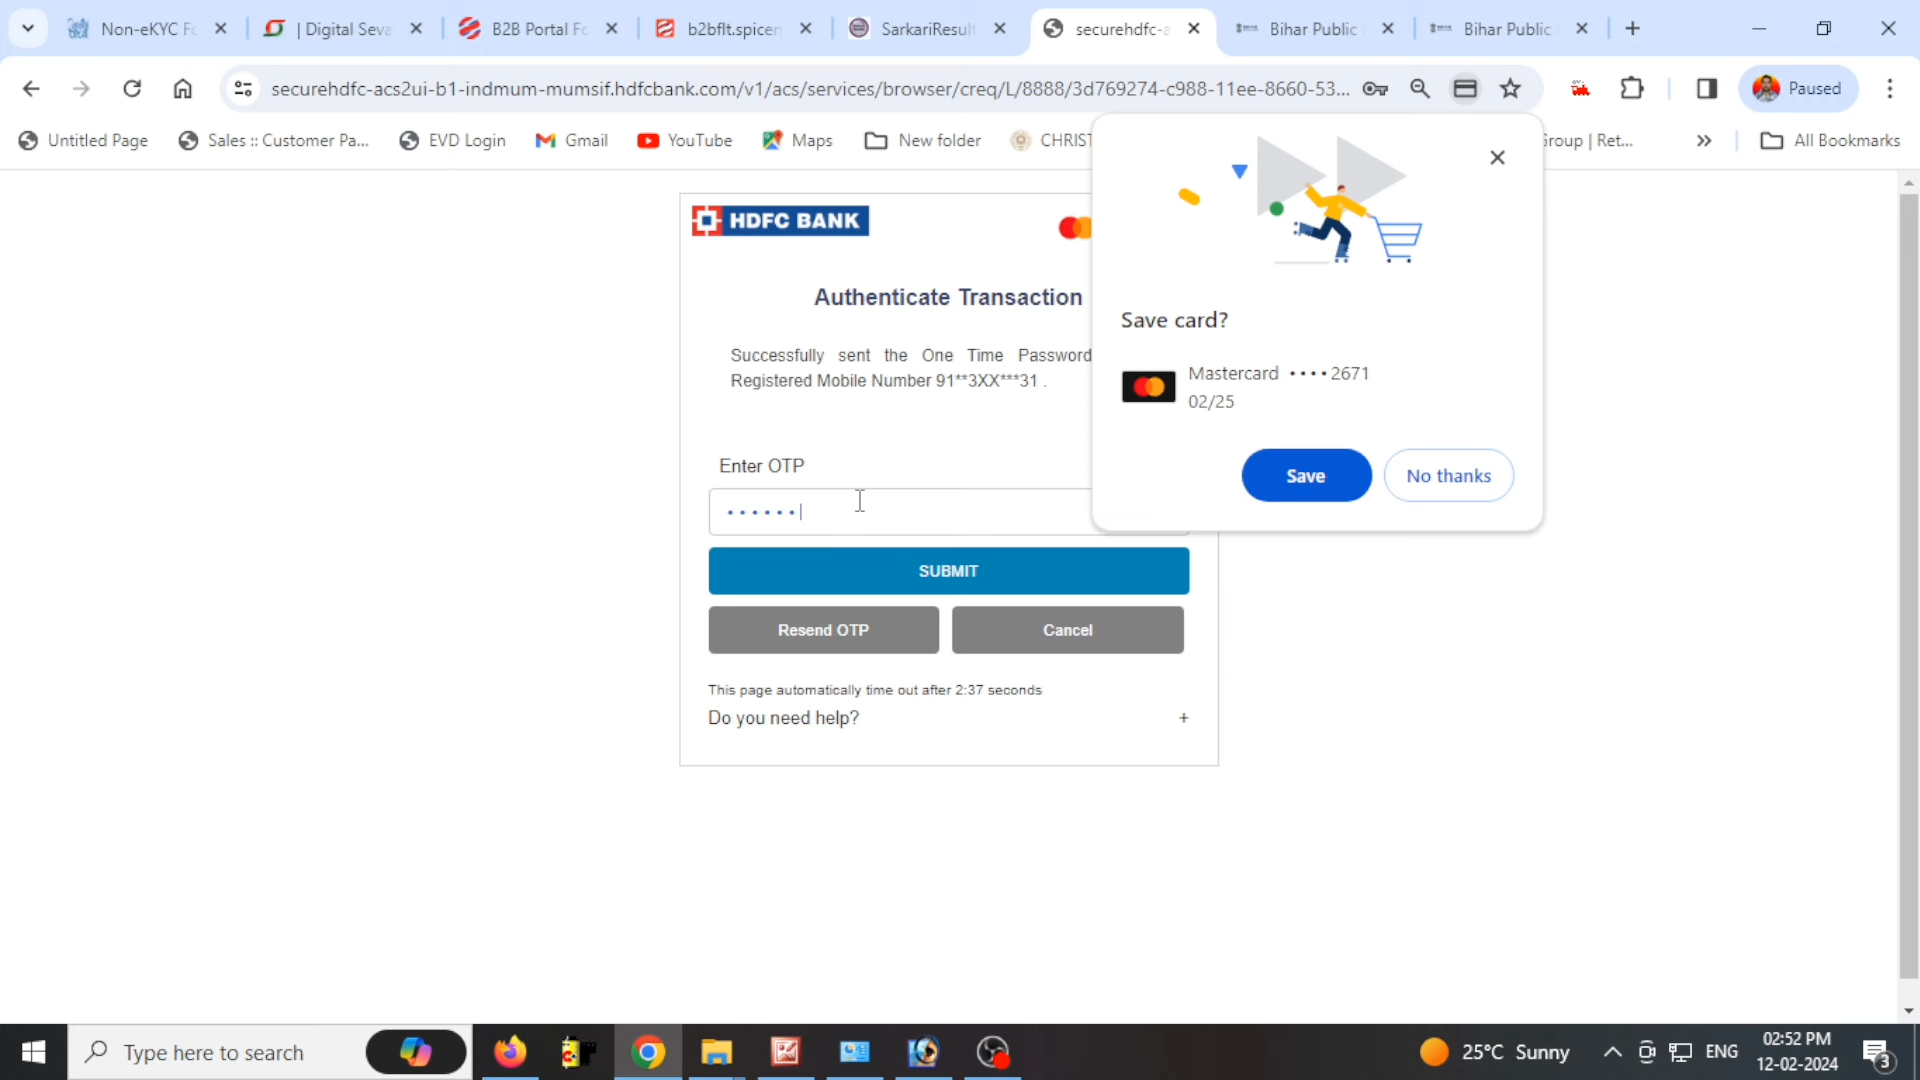 Non-eKYC Fo
| Digital Seva
B2B Portal Fo
b2bflt.spicem
SarkariResult
securehdfc-a
Bihar Public
Bihar Public
securehdfc-acs2ui-b1-indmum-mumsif.hdfcbank.com/v1/acs/services/browser/creq/L/8888/3d769274-c988-11ee-8660-53...
Paused
Untitled Page
Sales :: Customer Pa...
EVD Login
Gmail
YouTube
Maps
New folder
CHRIST
Group | Ret...
»
All Bookmarks
HDFC BANK
Authenticate Transaction
Successfully sent the One Time Password
Registered Mobile Number 91**3XX***31 .
Enter OTP
••••••
SUBMIT
Resend OTP
Cancel
This page automatically time out after 2:37 seconds
Do you need help?
+
Save card?
Mastercard •••• 2671
02/25
Save
No thanks
Type here to search
25°C Sunny
ENG
02:52 PM
12-02-2024
3